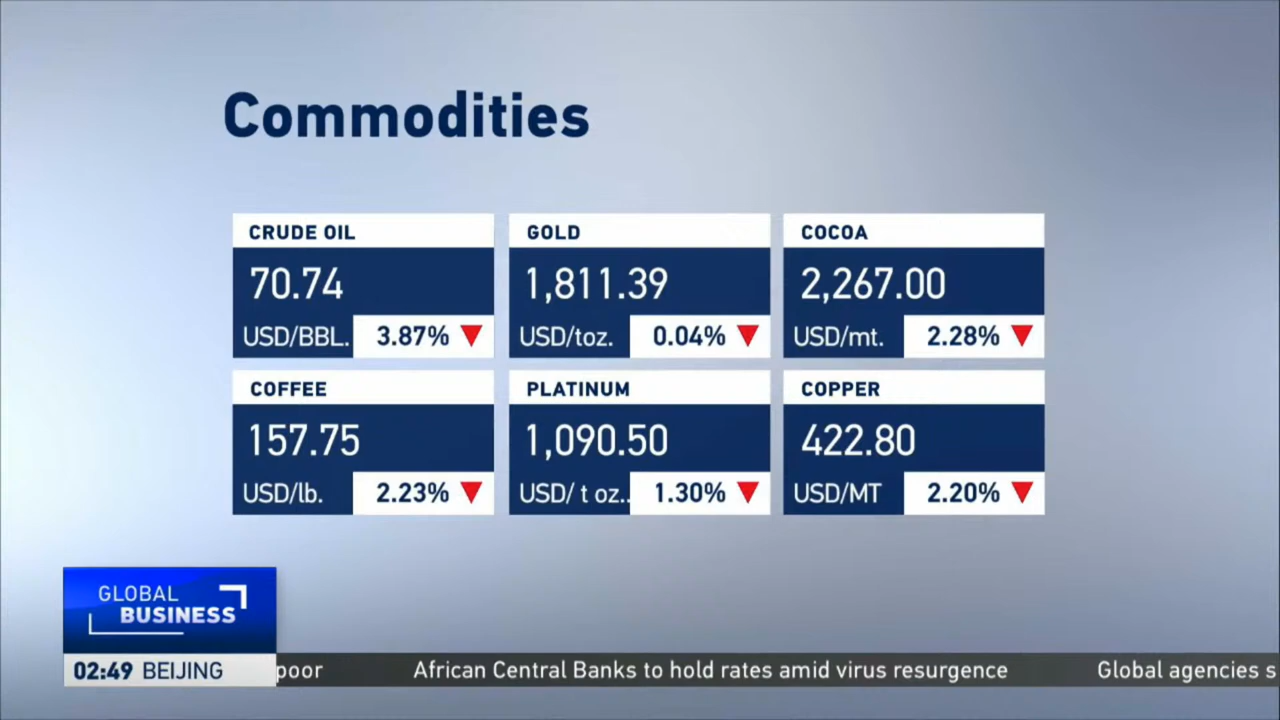 Commodities
CRUDE OIL
70.74
USD/BBL. 3.87%
GOLD
1,811.39
USD/toz. 0.04%
COCOA
2,267.00
USD/mt. 2.28%
COFFEE
157.75
USD/lb. 2.23%
PLATINUM
1,090.50
USD/ t oz.. 1.30%
COPPER
422.80
USD/MT 2.20%
GLOBAL
BUSINESS
02:49 BEIJING
poor African Central Banks to hold rates amid virus resurgence Global agencies s